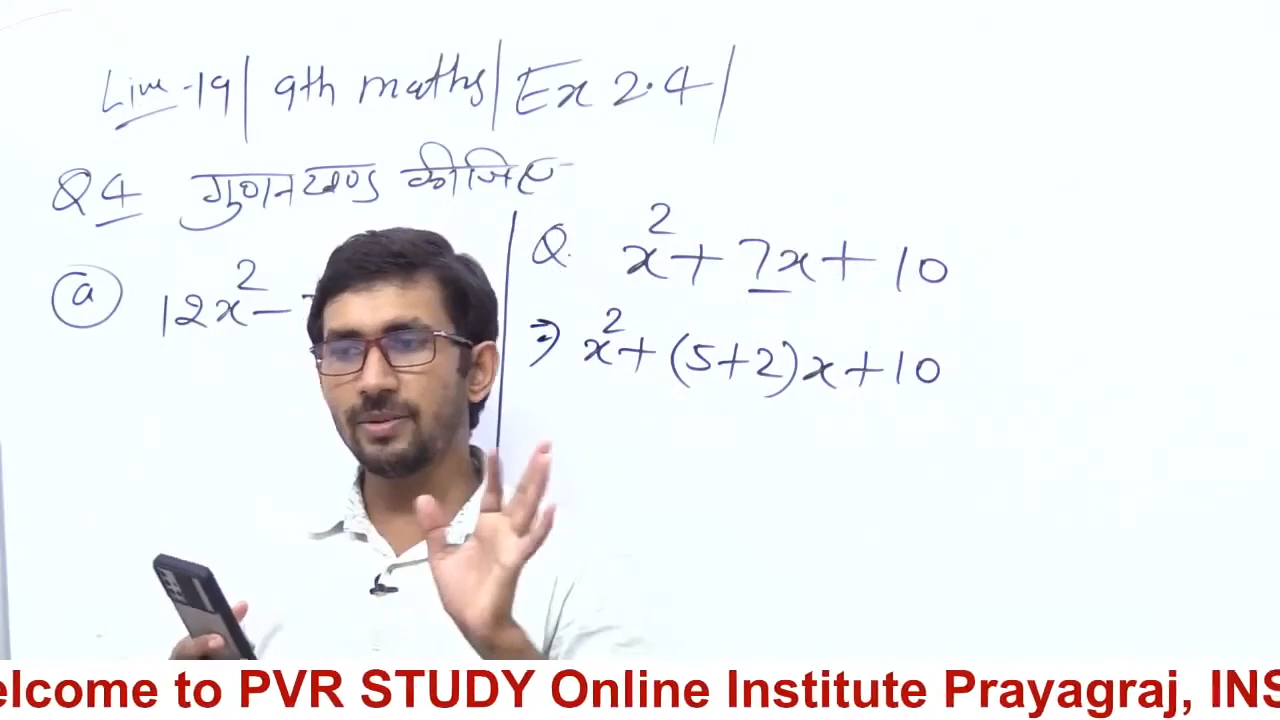 Live-19| 9th maths| Ex 2.4|
Q4 गुणनखण्ड कीजिए
(a) 12x² -
Q. x² + 7x + 10
⇒ x² + (5+2)x + 10
elcome to PVR STUDY Online Institute Prayagraj, INS